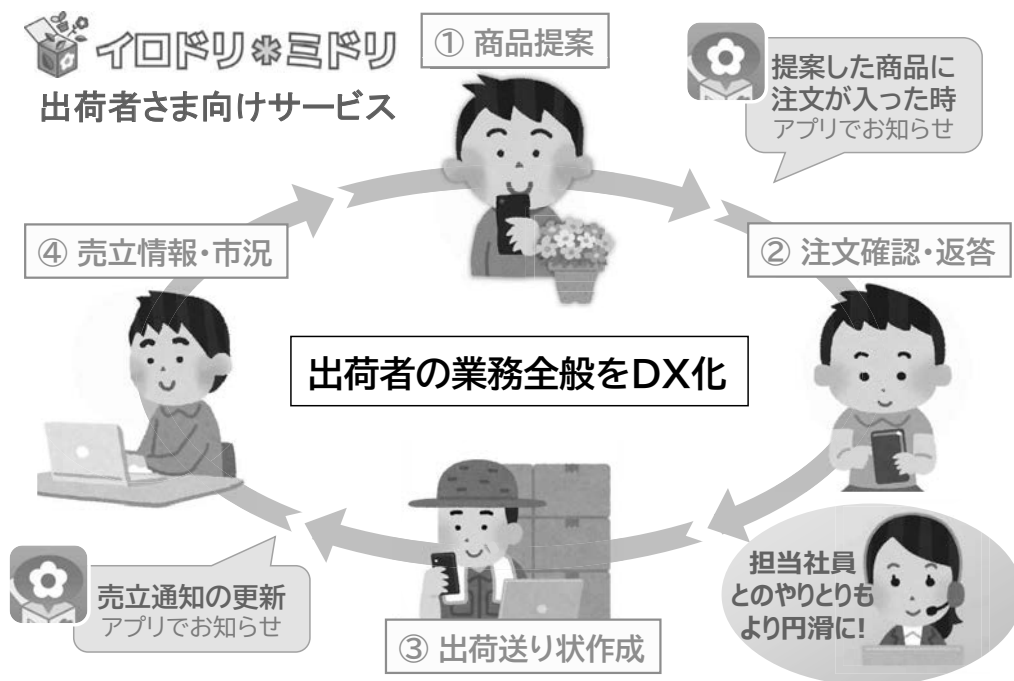 イロドリ＊ミドリ
出荷者さま向けサービス
① 商品提案
提案した商品に
注文が入った時
アプリでお知らせ
④ 売立情報・市況
② 注文確認・返答
出荷者の業務全般をDX化
担当社員
とのやりとりも
より円滑に!
売立通知の更新
アプリでお知らせ
③ 出荷送り状作成